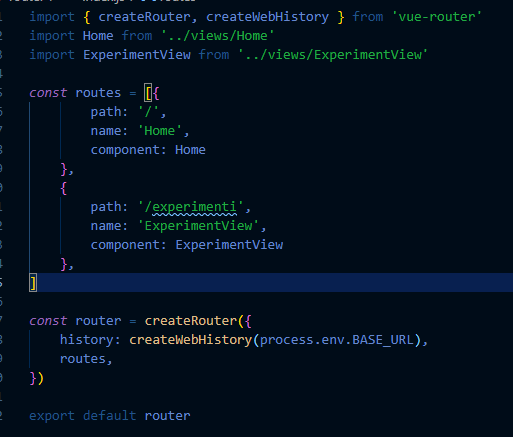 import { createRouter, createWebHistory } from 'vue-router'
import Home from '../views/Home'
import ExperimentView from '../views/ExperimentView'
const routes = [{
path: '/',
name: 'Home',
component: Home
},
{
path: '/experimenti',
name: 'ExperimentView',
component: ExperimentView
},
]
const router = createRouter({
history: createWebHistory(process.env.BASE_URL),
routes,
})
export default router